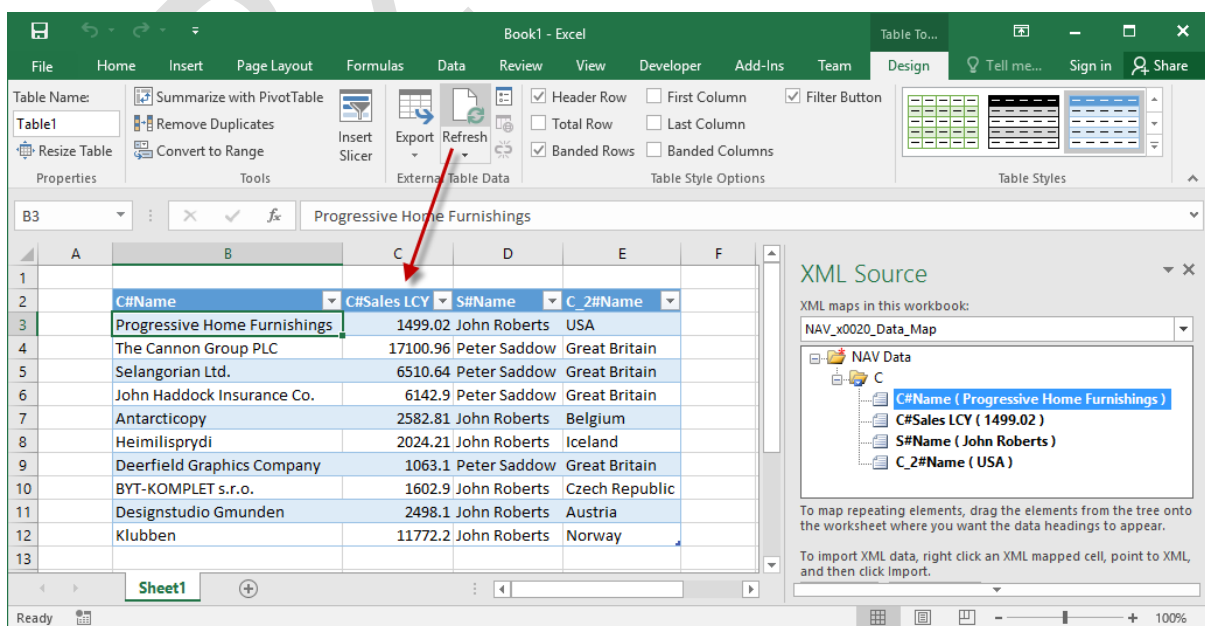 Book1 - Excel
Table To...
File Home Insert Page Layout Formulas Data Review View Developer Add-Ins Team Design Tell me... Sign in Share
Table Name:
Table1
Resize Table
Properties
Summarize with PivotTable
Remove Duplicates
Convert to Range
Tools
Insert
Slicer
Export
Refresh
External Table Data
Header Row First Column Filter Button
Total Row Last Column
Banded Rows Banded Columns
Table Style Options
Table Styles
B3 fx Progressive Home Furnishings
A B C D E F
1
2 C#Name C#Sales LCY S#Name C_2#Name
3 Progressive Home Furnishings 1499.02 John Roberts USA
4 The Cannon Group PLC 17100.96 Peter Saddow Great Britain
5 Selangorian Ltd. 6510.64 Peter Saddow Great Britain
6 John Haddock Insurance Co. 6142.9 Peter Saddow Great Britain
7 Antarcticopy 2582.81 John Roberts Belgium
8 Heimilisprydi 2024.21 John Roberts Iceland
9 Deerfield Graphics Company 1063.1 Peter Saddow Great Britain
10 BYT-KOMPLET s.r.o. 1602.9 John Roberts Czech Republic
11 Designstudio Gmunden 2498.1 John Roberts Austria
12 Klubben 11772.2 John Roberts Norway
13
Sheet1
XML Source
XML maps in this workbook:
NAV_x0020_Data_Map
NAV Data
C
C#Name ( Progressive Home Furnishings )
C#Sales LCY ( 1499.02 )
S#Name ( John Roberts )
C_2#Name ( USA )
To map repeating elements, drag the elements from the tree onto
the worksheet where you want the data headings to appear.
To import XML data, right click an XML mapped cell, point to XML,
and then click Import.
Ready 100%